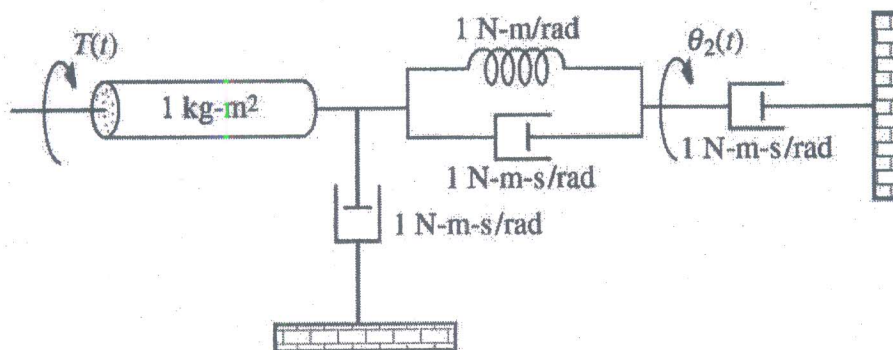 T(t)
1 kg-m²
1 N-m/rad
1 N-m-s/rad
θ₂(t)
1 N-m-s/rad
1 N-m-s/rad